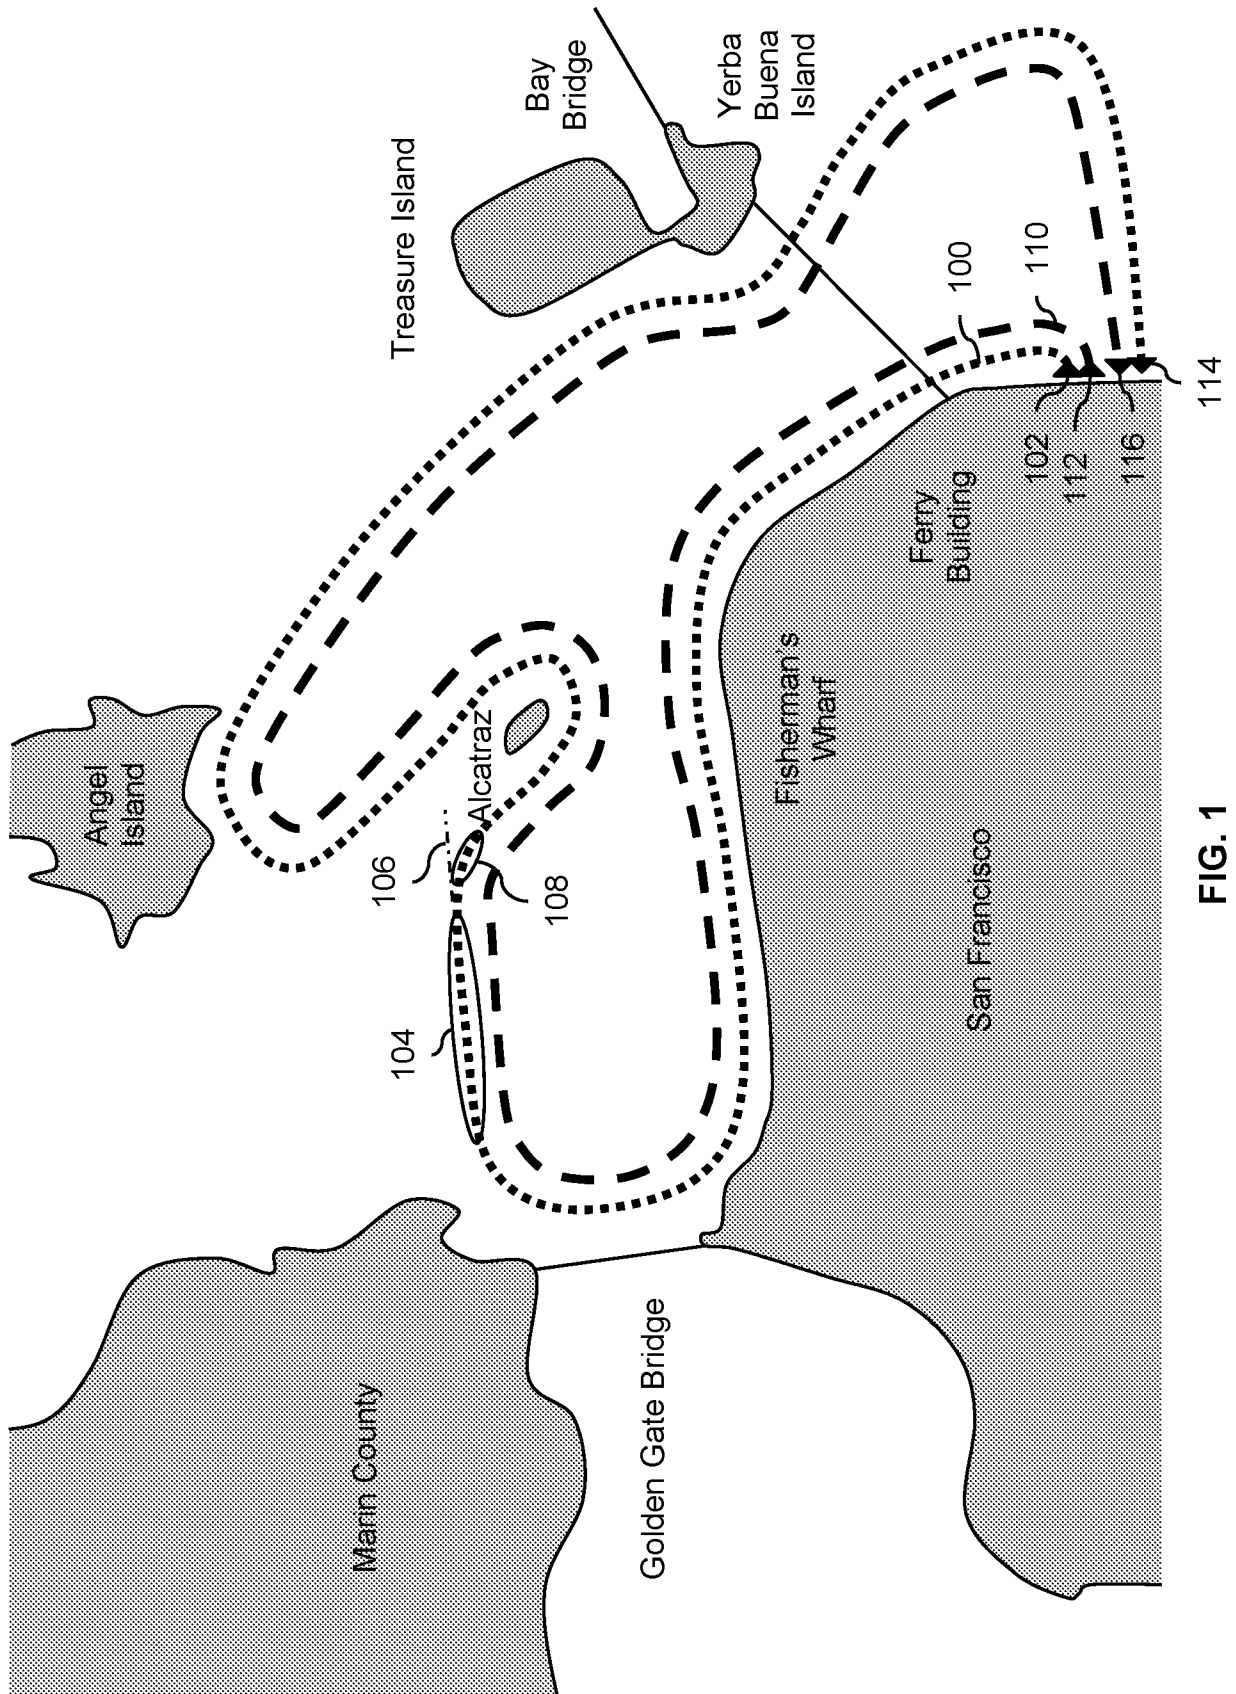 Angel
Island
Treasure Island
Bay
Bridge
Yerba
Buena
Island
Marin County
104
106
Alcatraz
108
Golden Gate Bridge
Fisherman's
Wharf
San Francisco
Ferry
Building
100
110
102
112
116
114
FIG. 1